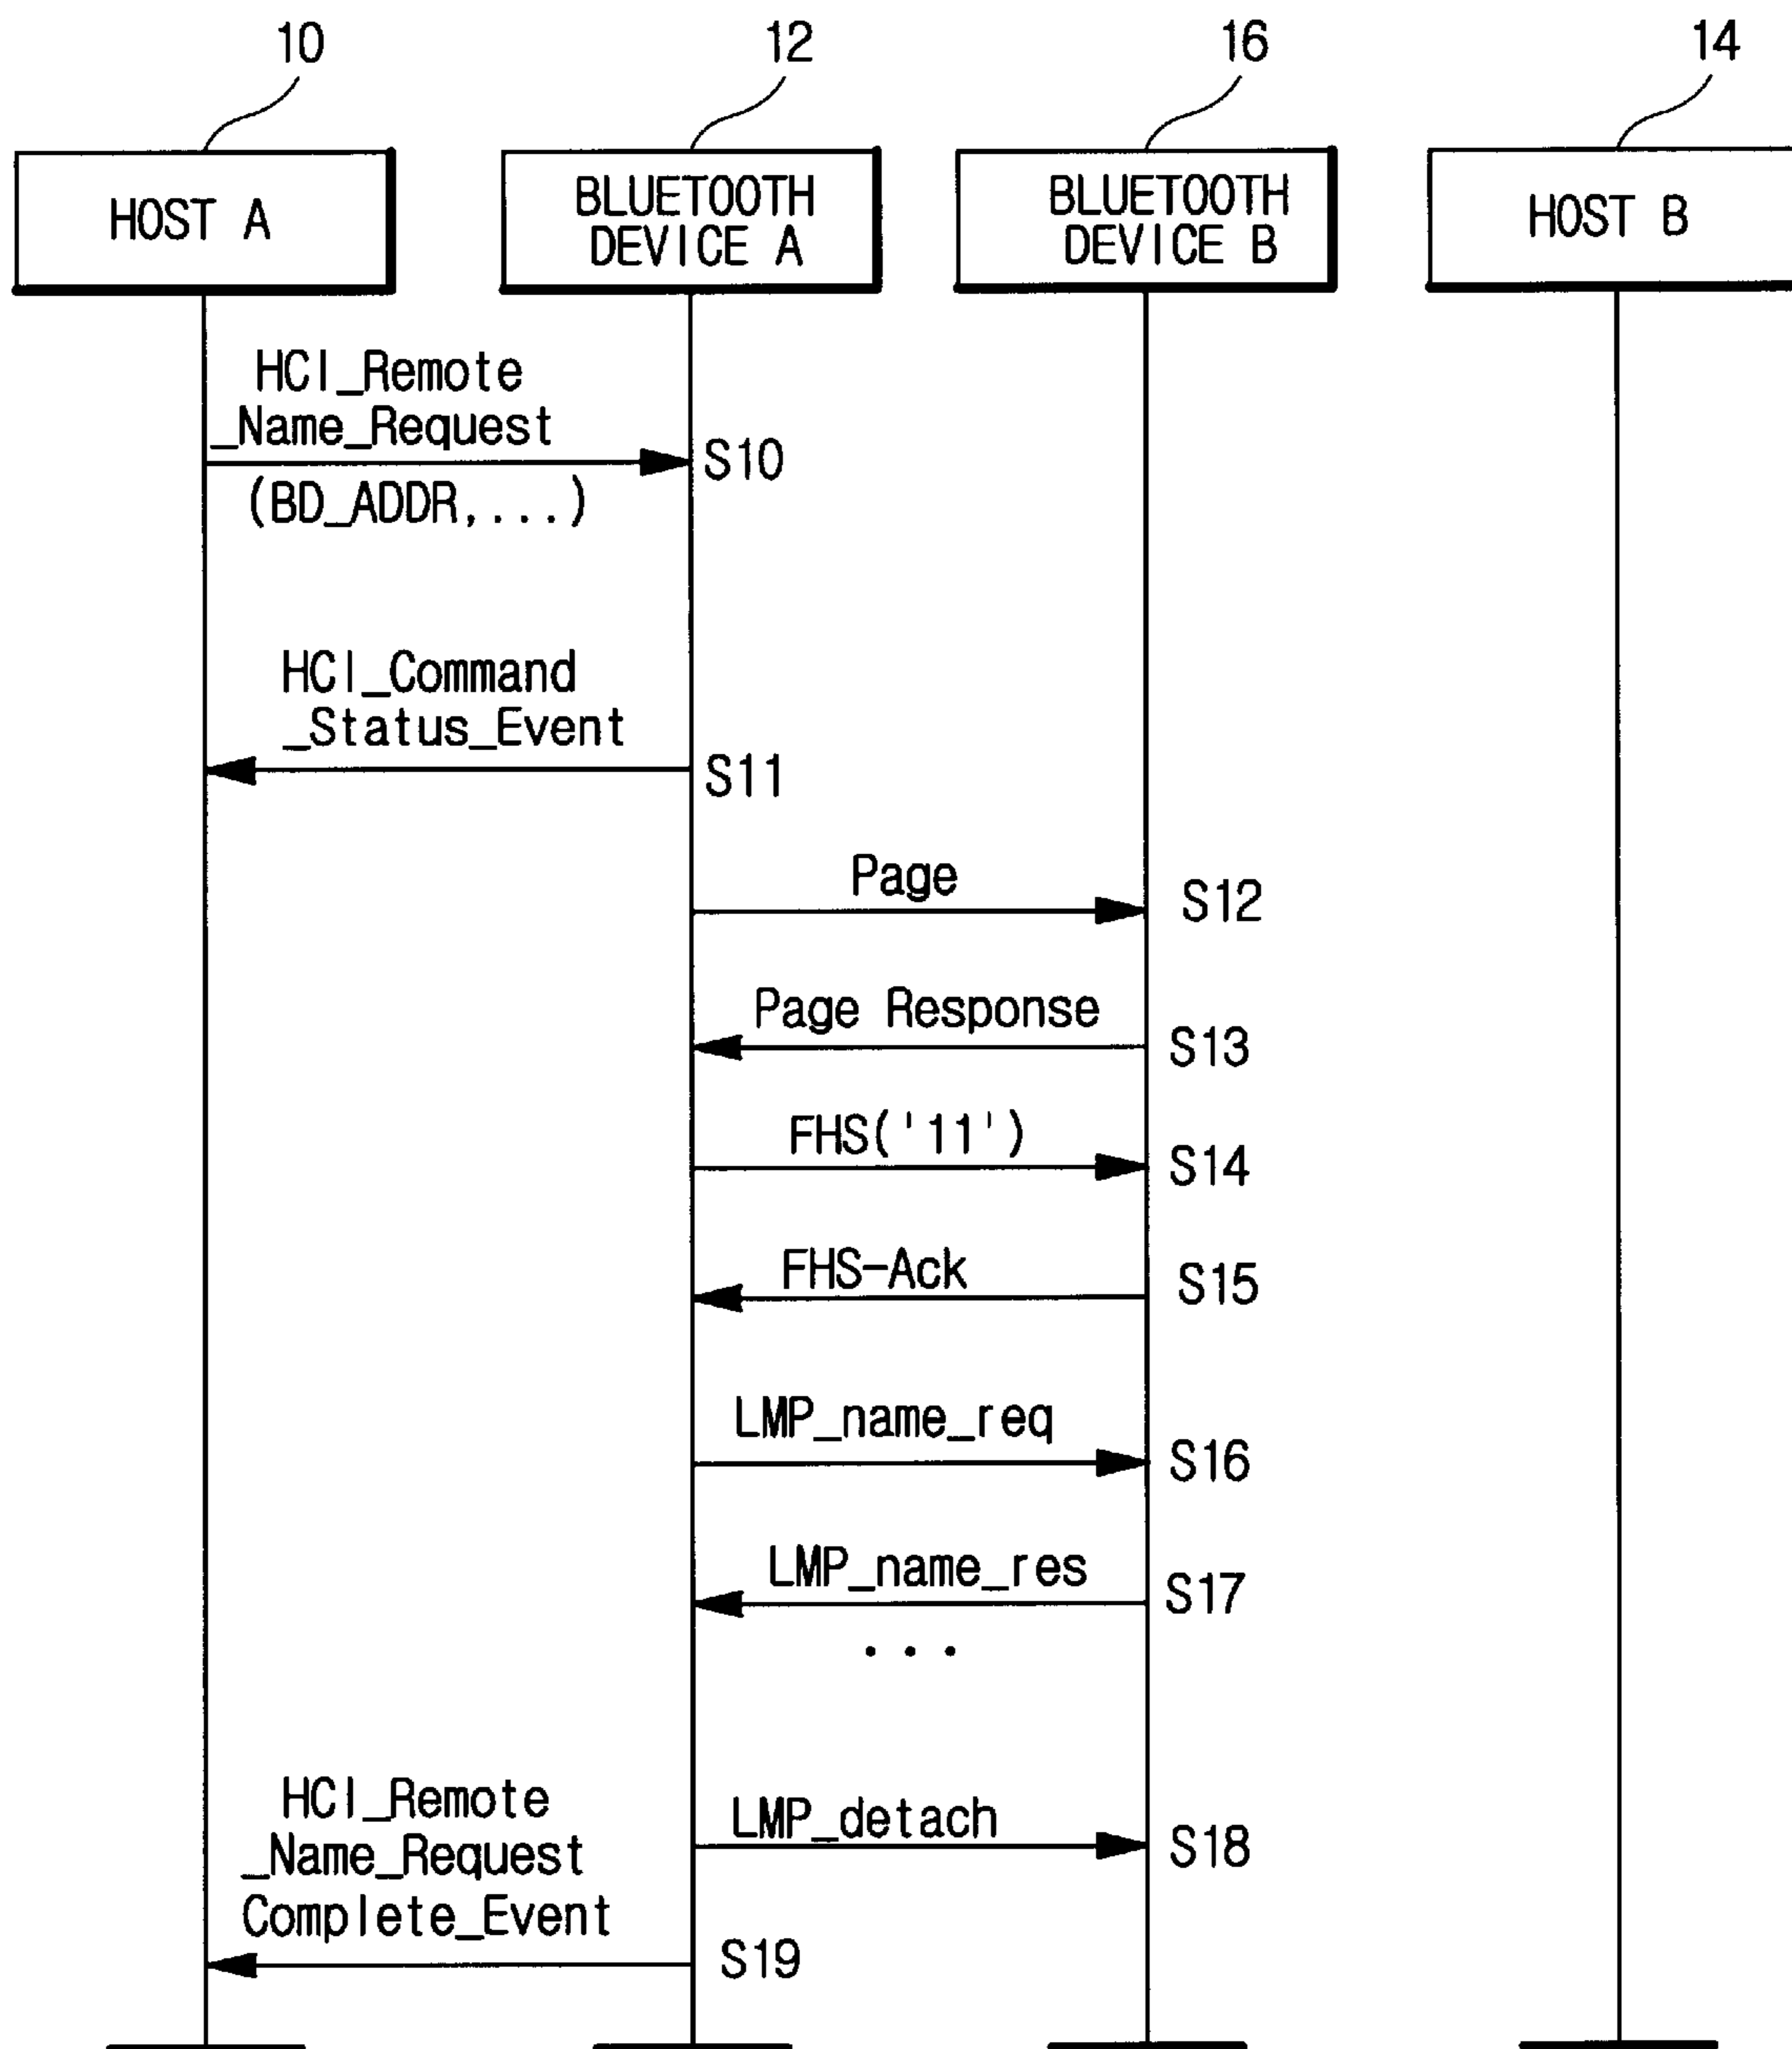 10
12
16
14
HOST A
BLUETOOTH
DEVICE A
BLUETOOTH
DEVICE B
HOST B
HCI_Remote
_Name_Request
S10
(BD_ADDR,....)
HCI_Command
_Status_Event
S11
Page
S12
Page Response
S13
FHS('11')
S14
FHS-Ack
S15
LMP_name_req
S16
LMP_name_res
S17
...
HCI_Remote
_Name_Request
Complete_Event
LMP_detach
S18
S19